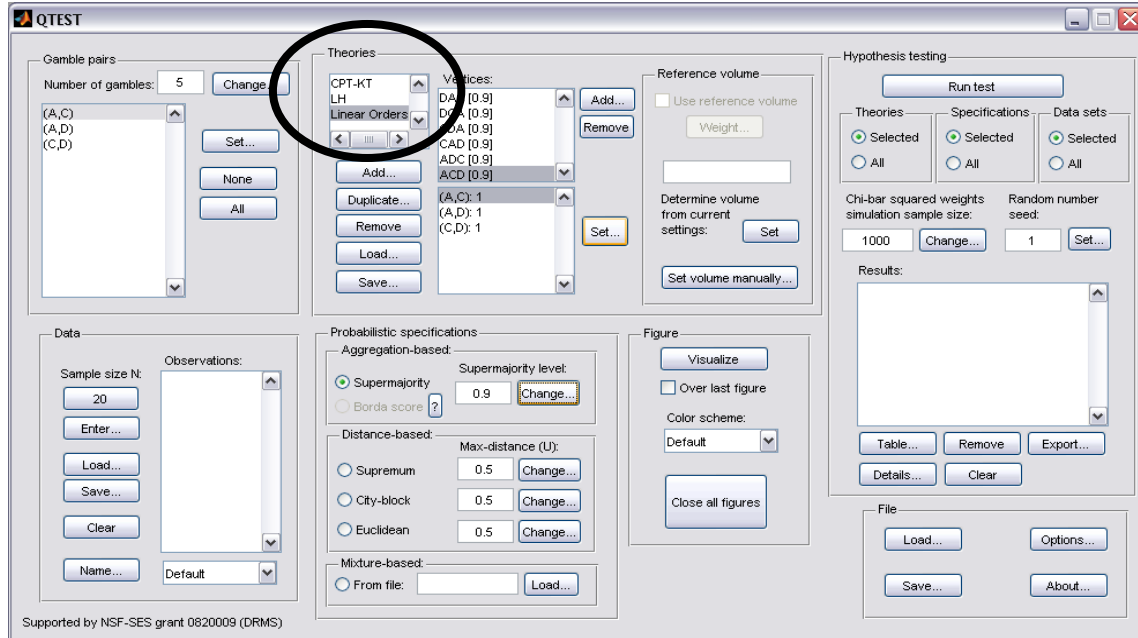 QTEST
Gamble pairs
Number of gambles: 5 Change...
(A,C)
(A,D)
(C,D)
Set...
None
All
Theories
CPT-KT
LH
Linear Orders
Add...
Duplicate...
Remove
Load...
Save...
Vertices:
[0.9]
[0.9]
[0.9]
CAD [0.9]
ADC [0.9]
ACD [0.9]
Add...
Remove
(A,C): 1
(A,D): 1
(C,D): 1
Set...
Reference volume
Use reference volume
Weight...
Determine volume
from current
settings: Set
Set volume manually...
Hypothesis testing
Run test
Theories
Selected
All
Specifications
Selected
All
Data sets
Selected
All
Chi-bar squared weights
simulation sample size:
1000 Change...
Random number
seed:
1 Set...
Results:
Table... Remove Export...
Details... Clear
Data
Sample size N:
20
Enter...
Load...
Save...
Clear
Name...
Observations:
Default
Probabilistic specifications
Aggregation-based:
Supermajority level:
Supermajority 0.9 Change...
Borda score ?
Distance-based:
Max-distance (U):
Supremum 0.5 Change...
City-block 0.5 Change...
Euclidean 0.5 Change...
Mixture-based:
From file: Load...
Figure
Visualize
Over last figure
Color scheme:
Default
Close all figures
File
Load... Options...
Save... About...
Supported by NSF-SES grant 0820009 (DRMS)